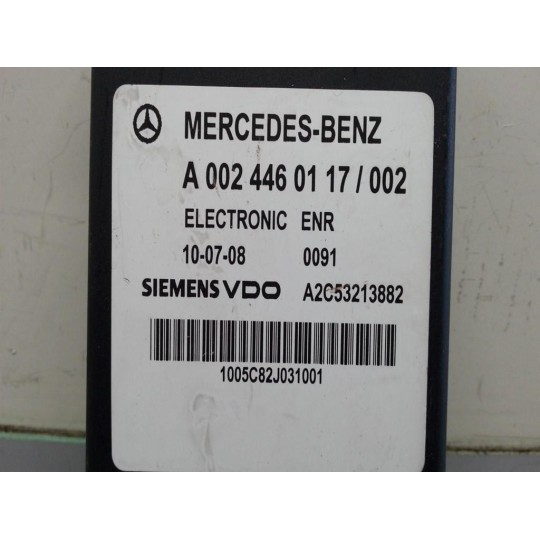 MERCEDES-BENZ
A 002 446 01 17 / 002
ELECTRONIC ENR
10-07-08 0091
SIEMENS VDO A2C53213882
1005C82J031001